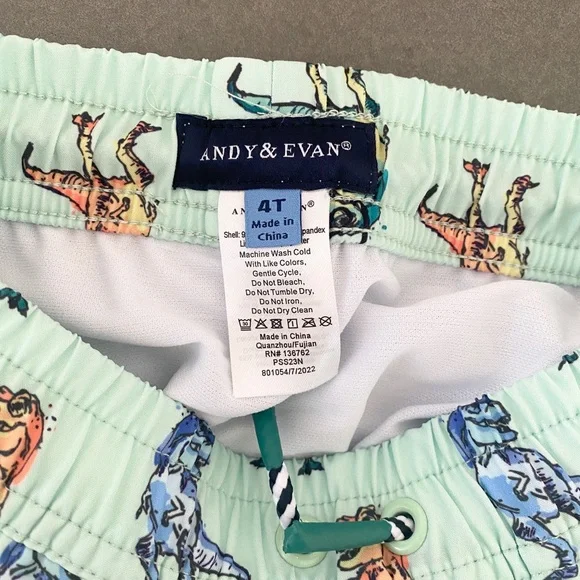 ANDY & EVAN®
4T
Made in
China
Shell:
Machine Wash Cold
With Like Colors,
Gentle Cycle,
Do Not Bleach,
Do Not Tumble Dry,
Do Not Iron,
Do Not Dry Clean
Made In China
Quanzhou/Fujian
RN# 136762
PSS23N
801054/7/2022